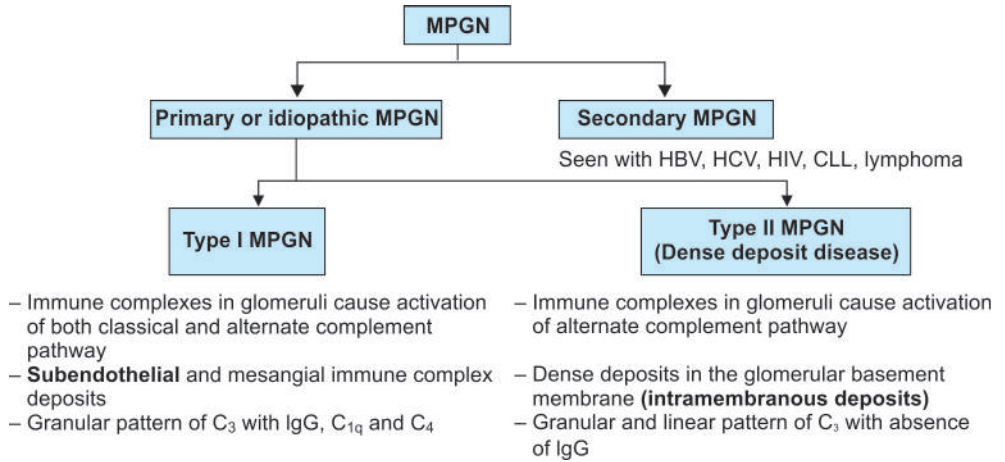 MPGN
Primary or idiopathic MPGN
Secondary MPGN
Seen with HBV, HCV, HIV, CLL, lymphoma
Type I MPGN
Type II MPGN
(Dense deposit disease)
– Immune complexes in glomeruli cause activation
of both classical and alternate complement
pathway
– Subendothelial and mesangial immune complex
deposits
– Granular pattern of C₃ with IgG, C₁q and C₄
– Immune complexes in glomeruli cause activation
of alternate complement pathway
– Dense deposits in the glomerular basement
membrane (intramembranous deposits)
– Granular and linear pattern of C₃ with absence
of IgG